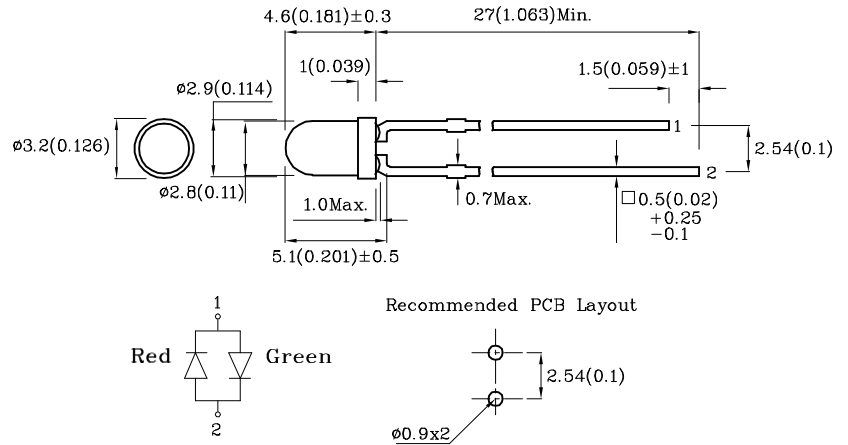 4.6(0.181)±0.3
27(1.063)Min.
1(0.039)
1.5(0.059)±1
ø2.9(0.114)
ø3.2(0.126)
1
2.54(0.1)
2
ø2.8(0.11)
1.0Max.
0.7Max.
□0.5(0.02)
+0.25
-0.1
5.1(0.201)±0.5
1
Recommended PCB Layout
Red
Green
2.54(0.1)
2
ø0.9x2